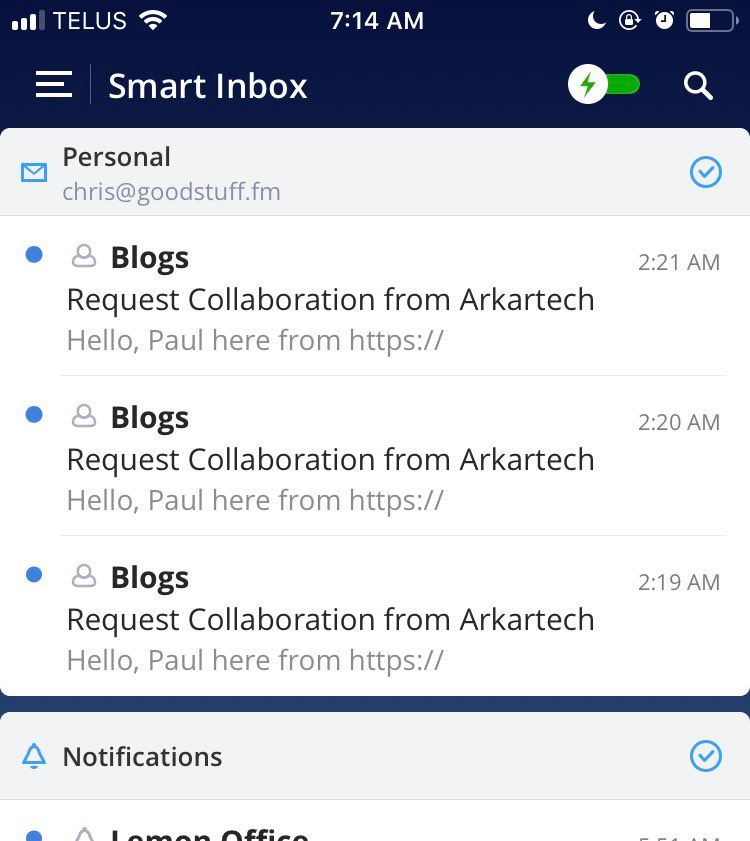 TELUS 7:14 AM
Smart Inbox
Personal
chris@goodstuff.fm
Blogs 2:21 AM
Request Collaboration from Arkartech
Hello, Paul here from https://
Blogs 2:20 AM
Request Collaboration from Arkartech
Hello, Paul here from https://
Blogs 2:19 AM
Request Collaboration from Arkartech
Hello, Paul here from https://
Notifications
Lemon Office